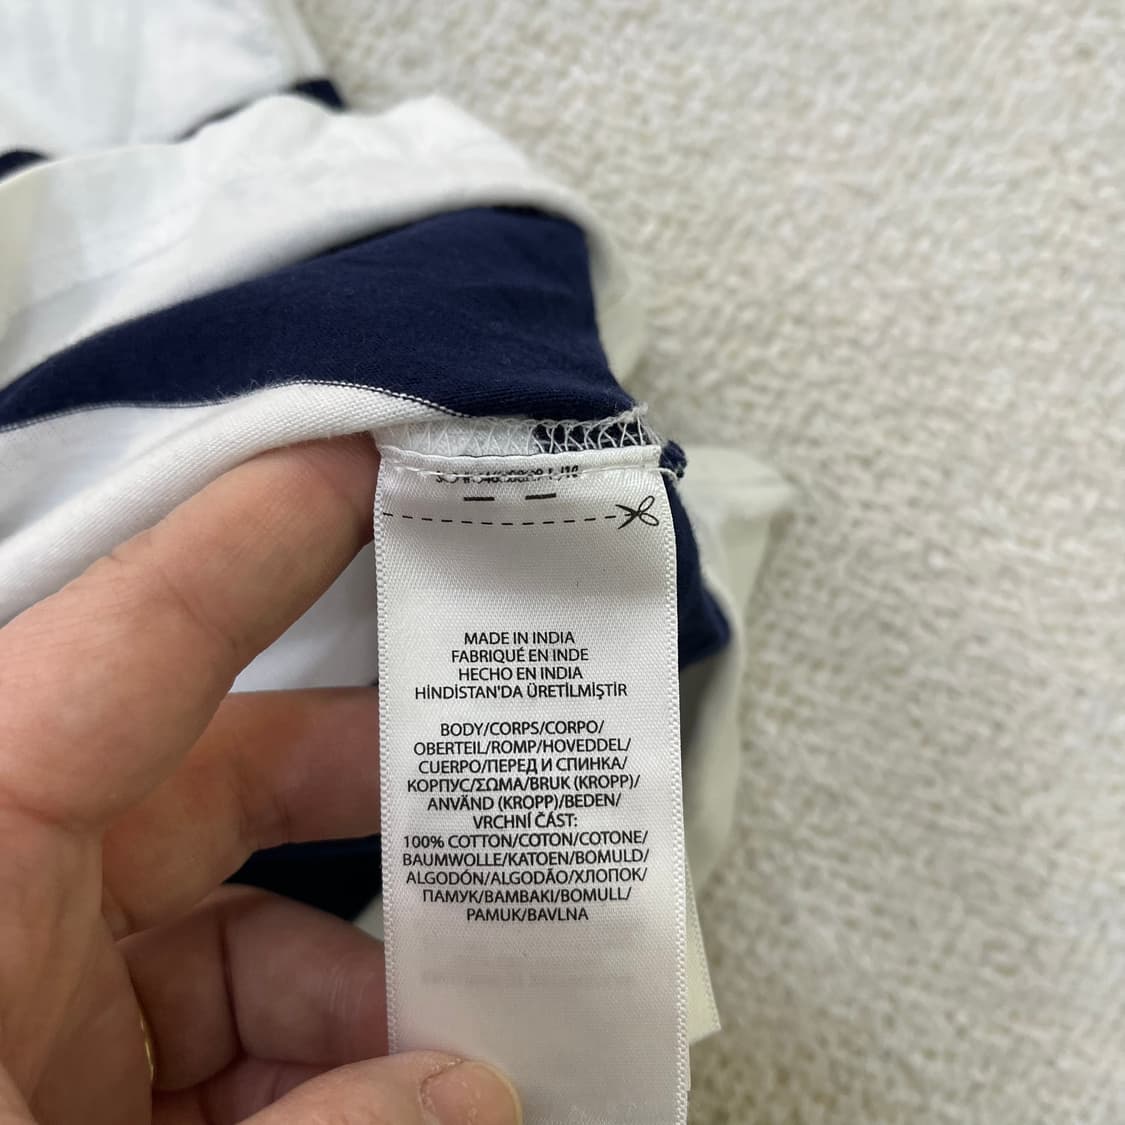 MADE IN INDIA
FABRIQUÉ EN INDE
HECHO EN INDIA
HİNDİSTAN'DA ÜRETİLMİŞTİR
BODY/CORPS/CORPO/
OBERTEIL/ROMP/HOVEDDEL/
CUERPO/ПЕРЕД И СПИНКА/
КОРПУС/ΣΩΜΑ/BRUK (KROPP)/
ANVÄND (KROPP)/BEDEN/
VRCHNÍ ČÁST:
100% COTTON/COTON/COTONE/
BAUMWOLLE/KATOEN/BOMULD/
ALGODÓN/ALGODÃO/ХЛОПОК/
ПАМУК/BAMBAKI/BOMULL/
PAMUK/BAVLNA